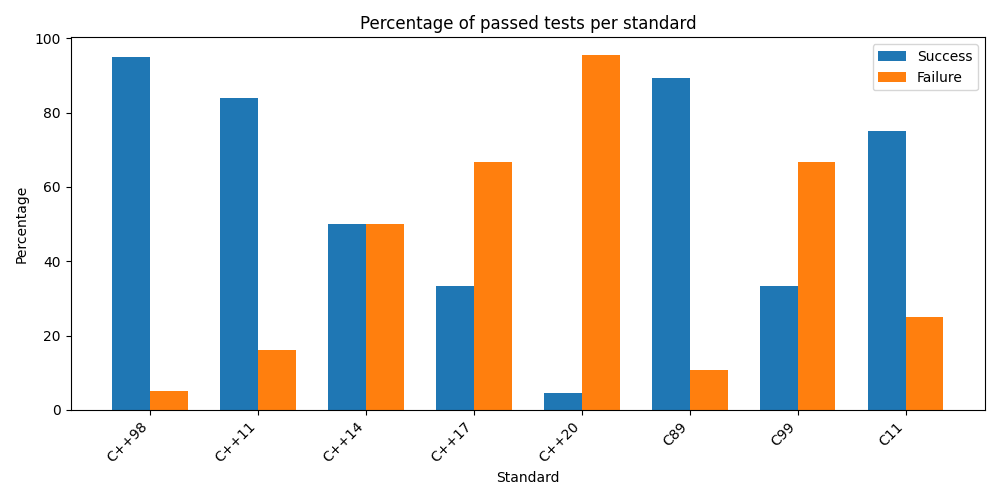 Percentage of passed tests per standard
Success
Failure
Percentage
100
80
60
40
20
0
C++98
C++11
C++14
C++17
C++20
C89
C99
C11
Standard